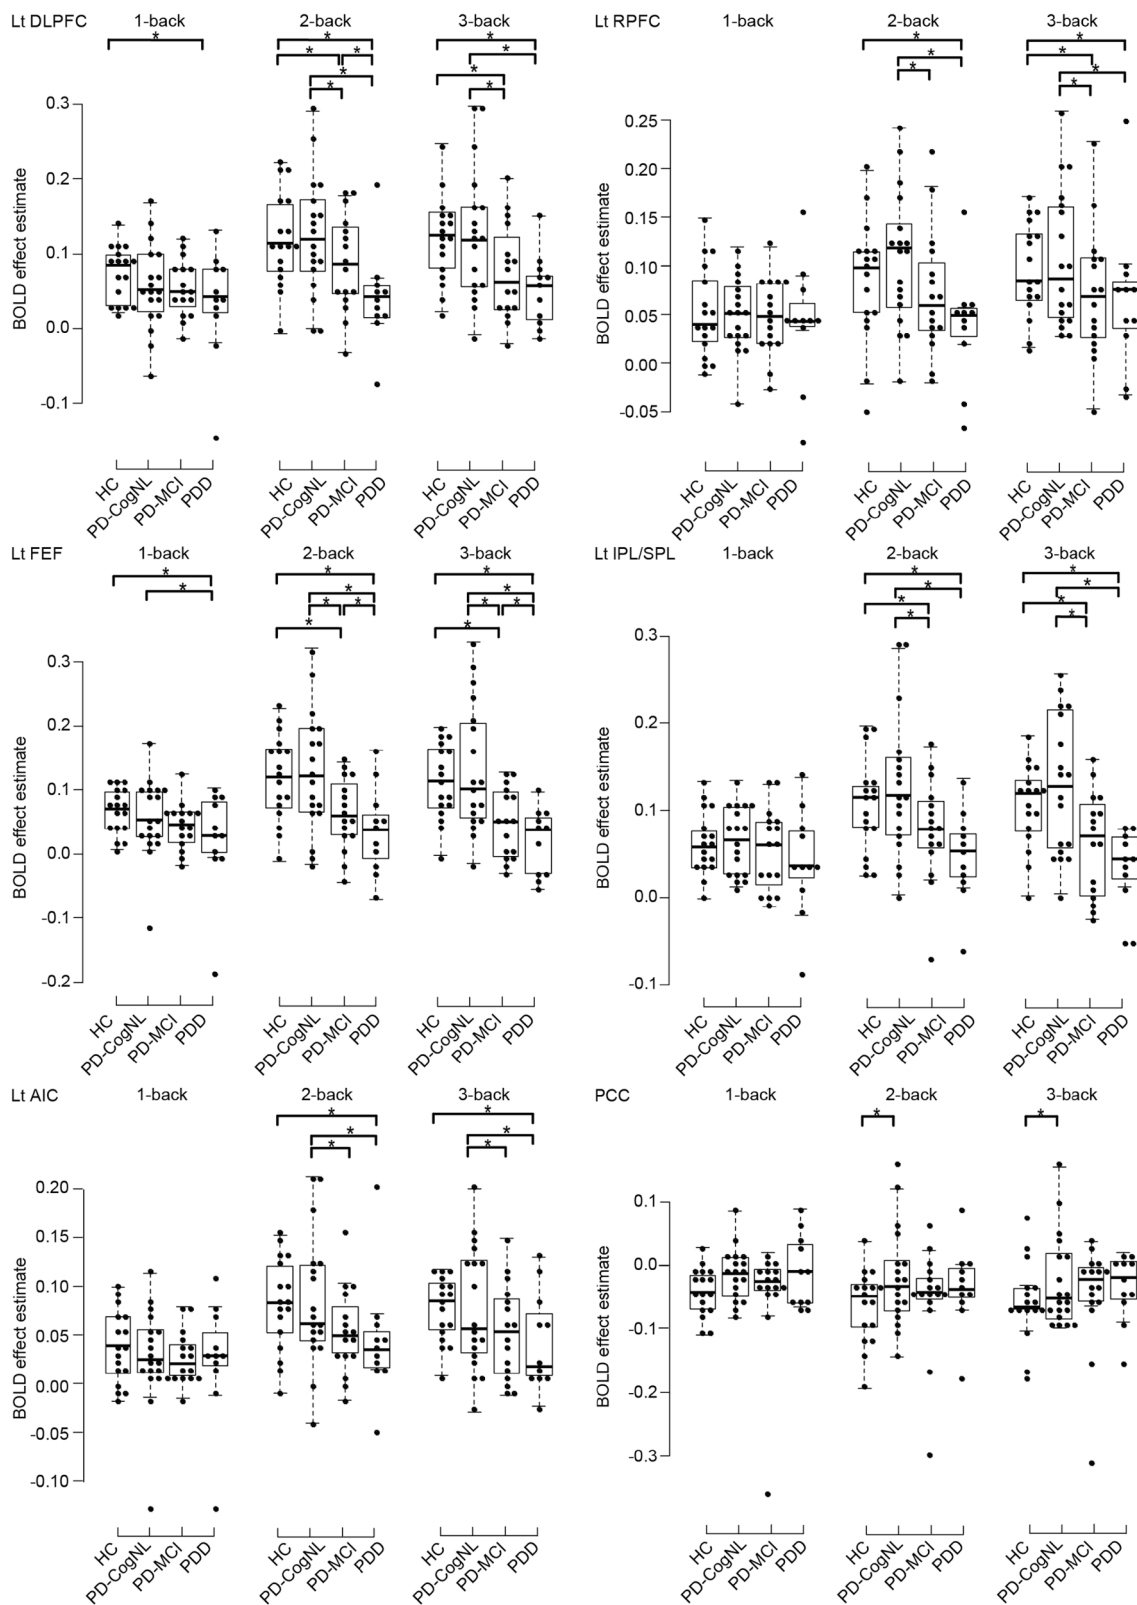 Lt DLPFC 1-back 2-back 3-back
* * *
* * *
* *
* *
BOLD effect estimate
0.3
0.2
0.1
0.0
-0.1
HC PD-CogNL PD-MCI PDD HC PD-CogNL PD-MCI PDD HC PD-CogNL PD-MCI PDD
Lt RPFC 1-back 2-back 3-back
* *
* *
* *
*
BOLD effect estimate
0.25
0.20
0.15
0.10
0.05
0.00
-0.05
HC PD-CogNL PD-MCI PDD HC PD-CogNL PD-MCI PDD HC PD-CogNL PD-MCI PDD
Lt FEF 1-back 2-back 3-back
* * *
* * *
* * * *
* *
BOLD effect estimate
0.3
0.2
0.1
0.0
-0.1
-0.2
HC PD-CogNL PD-MCI PDD HC PD-CogNL PD-MCI PDD HC PD-CogNL PD-MCI PDD
Lt IPL/SPL 1-back 2-back 3-back
* *
* *
* *
* *
BOLD effect estimate
0.3
0.2
0.1
0.0
-0.1
HC PD-CogNL PD-MCI PDD HC PD-CogNL PD-MCI PDD HC PD-CogNL PD-MCI PDD
Lt AIC 1-back 2-back 3-back
* *
* *
* *
BOLD effect estimate
0.20
0.15
0.10
0.05
0.00
-0.05
-0.10
HC PD-CogNL PD-MCI PDD HC PD-CogNL PD-MCI PDD HC PD-CogNL PD-MCI PDD
PCC 1-back 2-back 3-back
* *
BOLD effect estimate
0.1
0.0
-0.1
-0.2
-0.3
HC PD-CogNL PD-MCI PDD HC PD-CogNL PD-MCI PDD HC PD-CogNL PD-MCI PDD